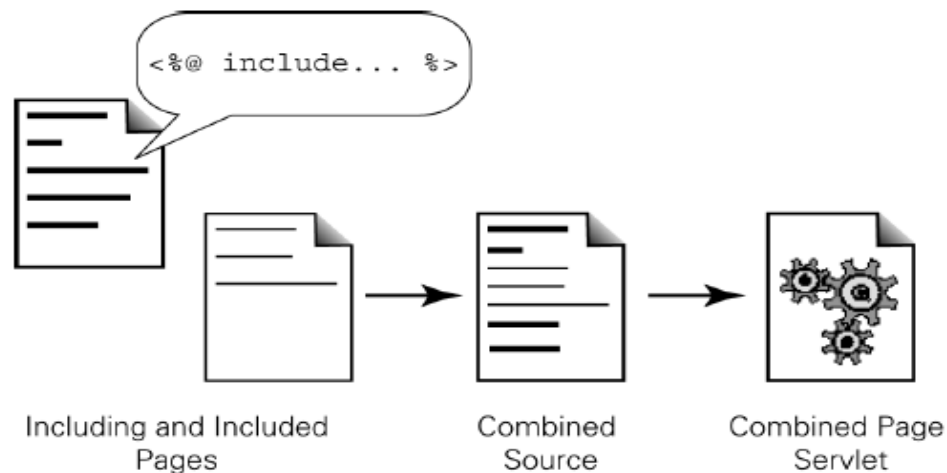 <%@ include... %>
Including and Included
Pages
Combined
Source
Combined Page
Servlet